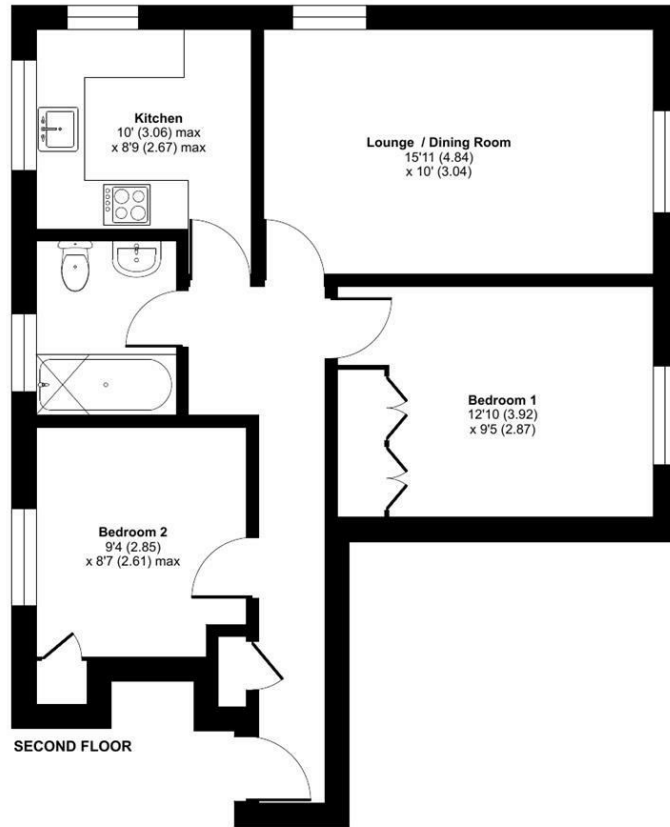 Kitchen
10' (3.06) max
x 8'9 (2.67) max
Lounge / Dining Room
15'11 (4.84)
x 10' (3.04)
Bedroom 1
12'10 (3.92)
x 9'5 (2.87)
Bedroom 2
9'4 (2.85)
x 8'7 (2.61) max
SECOND FLOOR